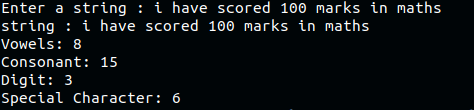 Enter a string : i have scored 100 marks in maths
string : i have scored 100 marks in maths
Vowels: 8
Consonant: 15
Digit: 3
Special Character: 6